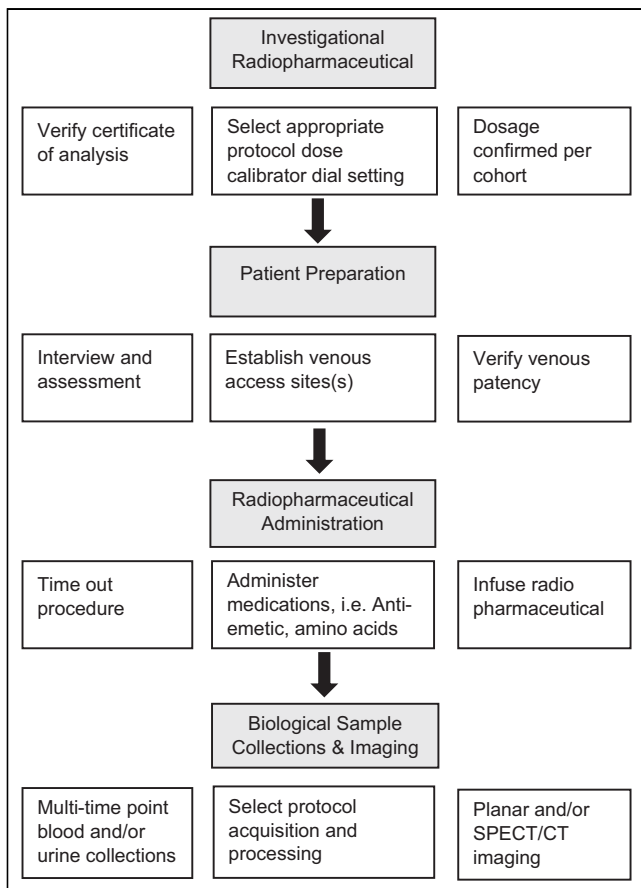 Investigational
Radiopharmaceutical
Verify certificate
of analysis
Select appropriate
protocol dose
calibrator dial setting
Dosage
confirmed per
cohort
Patient Preparation
Interview and
assessment
Establish venous
access sites(s)
Verify venous
patency
Radiopharmaceutical
Administration
Time out
procedure
Administer
medications, i.e. Anti-
emetic, amino acids
Infuse radio
pharmaceutical
Biological Sample
Collections & Imaging
Multi-time point
blood and/or
urine collections
Select protocol
acquisition and
processing
Planar and/or
SPECT/CT
imaging